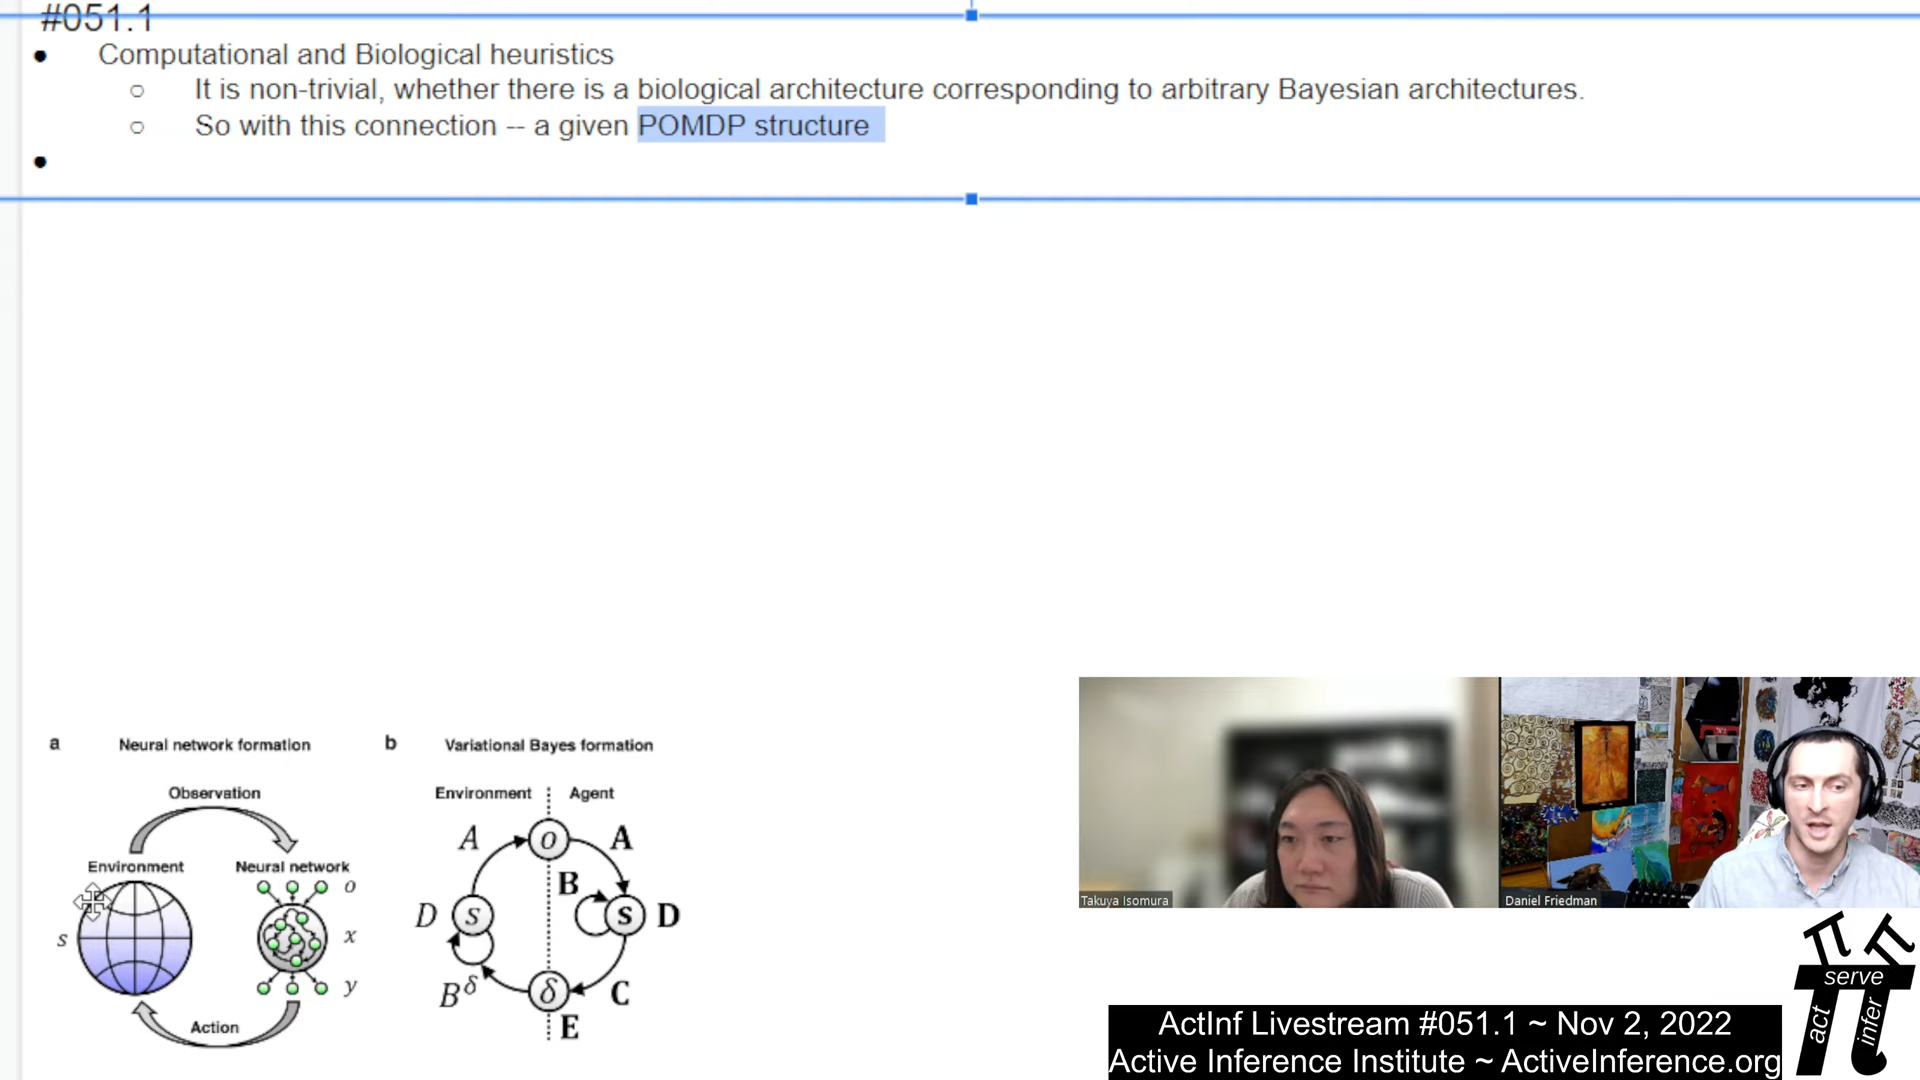 #051.1
Computational and Biological heuristics
It is non-trivial, whether there is a biological architecture corresponding to arbitrary Bayesian architectures.
So with this connection -- a given POMDP structure
a Neural network formation
Observation
Environment Neural network
o
s
x
y
Action
b Variational Bayes formation
Environment Agent
A o A
B
D s s D
B^δ δ C
E
Takuya Isomura
Daniel Friedman
act serve infer
ActInf Livestream #051.1 ~ Nov 2, 2022
Active Inference Institute ~ ActiveInference.org